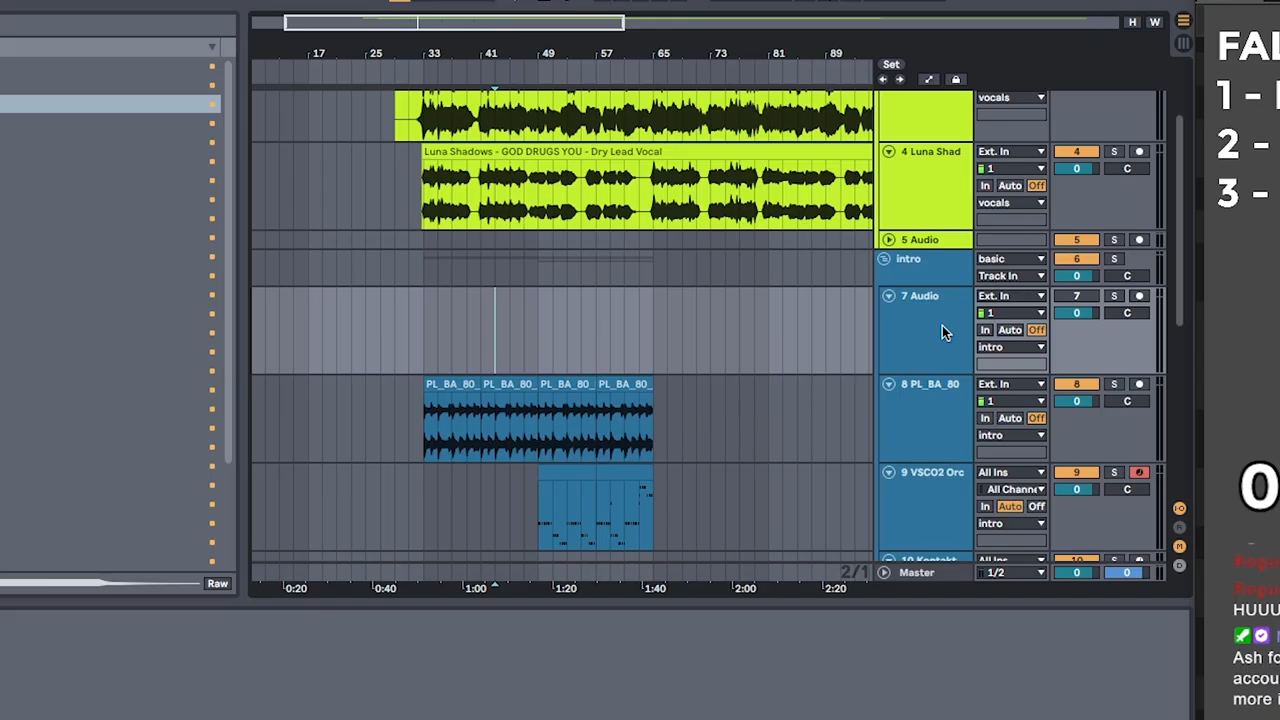 H W
17 25 33 41 49 57 65 73 81 89
Set
vocals
Luna Shadows - GOD DRUGS YOU - Dry Lead Vocal
4 Luna Shad Ext. In 4 S
1 0 C
In Auto Off
vocals
5 Audio 5 S
intro basic 6 S
Track In 0 C
7 Audio Ext. In 7 S
1 0 C
In Auto Off
intro
PL_BA_80_ PL_BA_80_ PL_BA_80_ PL_BA_80_
8 PL_BA_80 Ext. In 8 S
1 0 C
In Auto Off
intro
9 VSCO2 Orc All Ins 9 S
All Channe 0 C
In Auto Off
intro
10 Kontakt All Ins 10
2/1
Master 1/2 0 0
Raw
0:20 0:40 1:00 1:20 1:40 2:00 2:20
1 -
2 -
3 -
0
HUUU
Ash fo
accou
more i